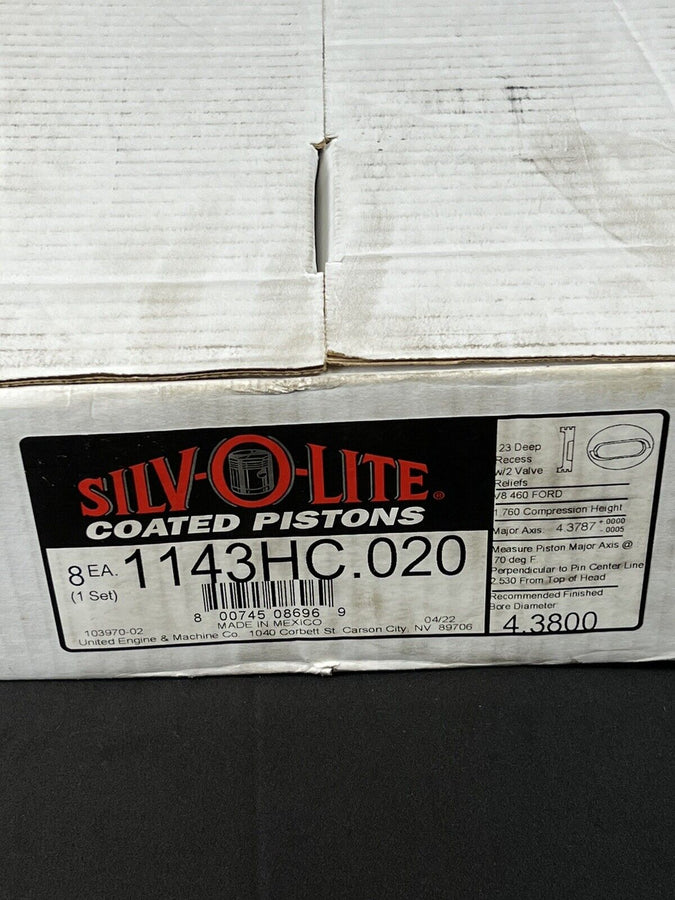 SILV-O-LITE®
COATED PISTONS
8 EA. 1143HC.020
(1 Set)
8 00745 08696 9
MADE IN MEXICO
04/22
103970-02
United Engine & Machine Co. 1040 Corbett St. Carson City, NV 89706
.23 Deep
Recess
w/2 Valve
Reliefs
V8 460 FORD
1.760 Compression Height
Major Axis 4.3787 +.0000 -.0005
Measure Piston Major Axis @
70 deg F.
Perpendicular to Pin Center Line
2.530 From Top of Head
Recommended Finished
Bore Diameter
4.3800